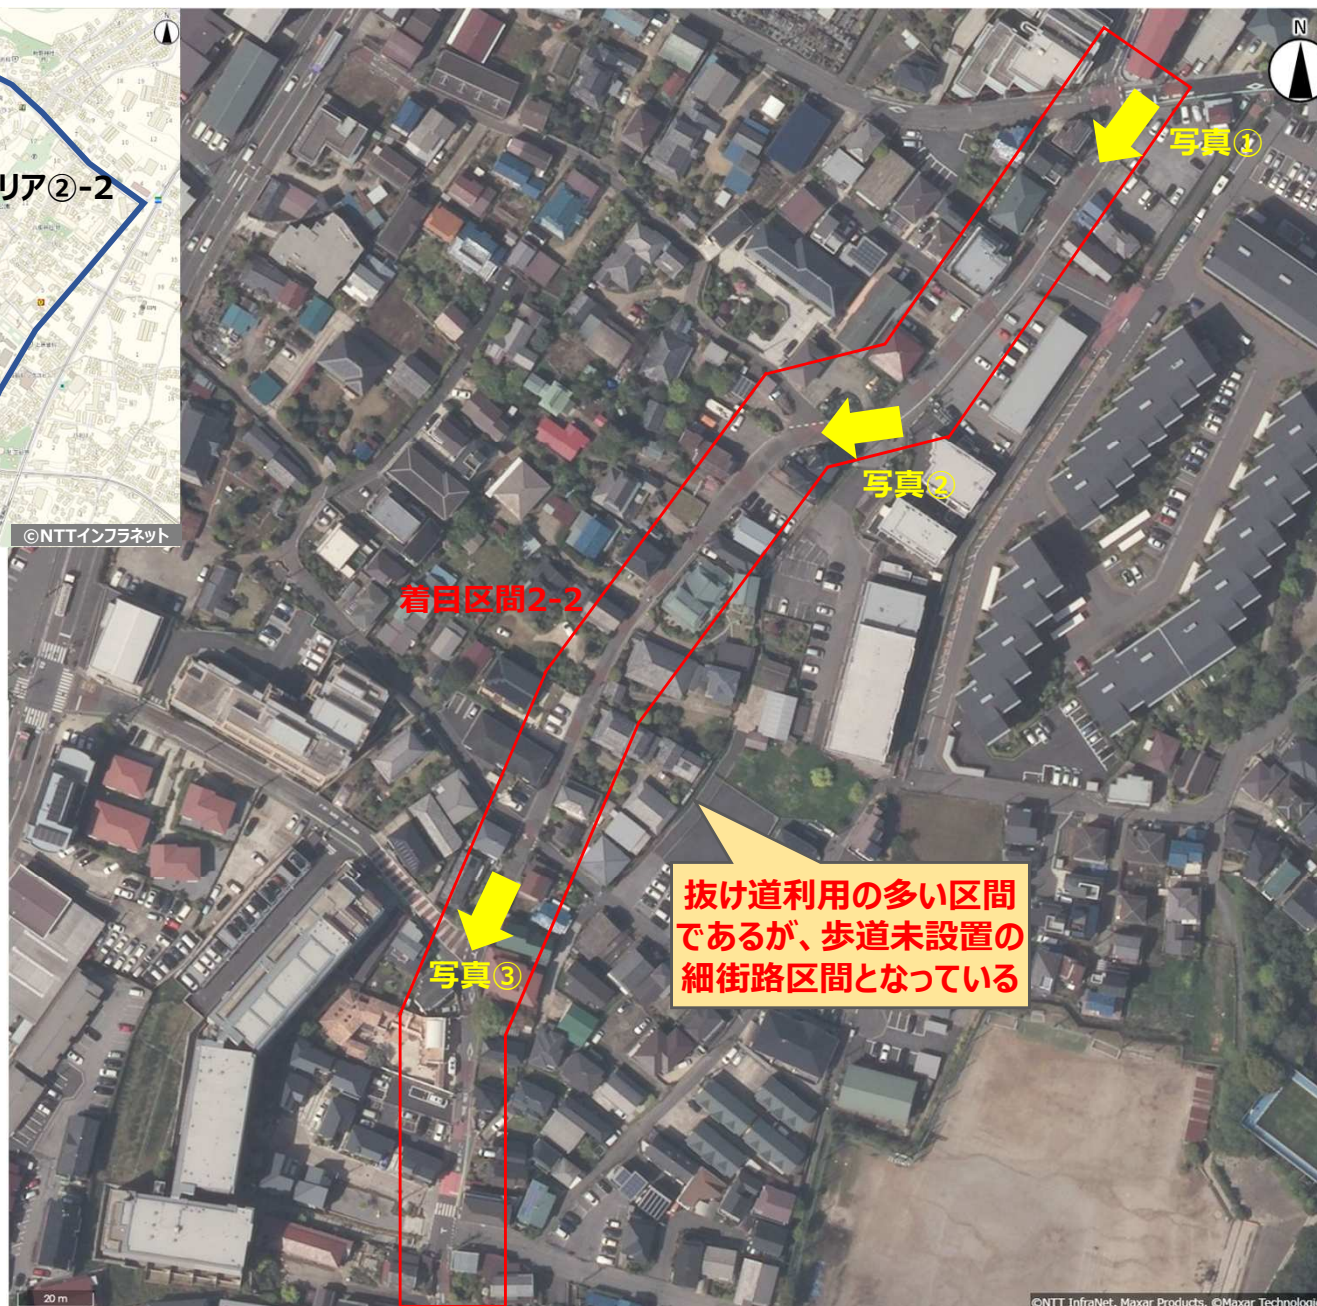 N
N
写真①
リア②-2
写真②
©NTTインフラネット
着目区間2-2
抜け道利用の多い区間
であるが、歩道未設置の
細街路区間となっている
写真③
20 m
©NTT InfraNet, Maxar Products, ©Maxar Technologi